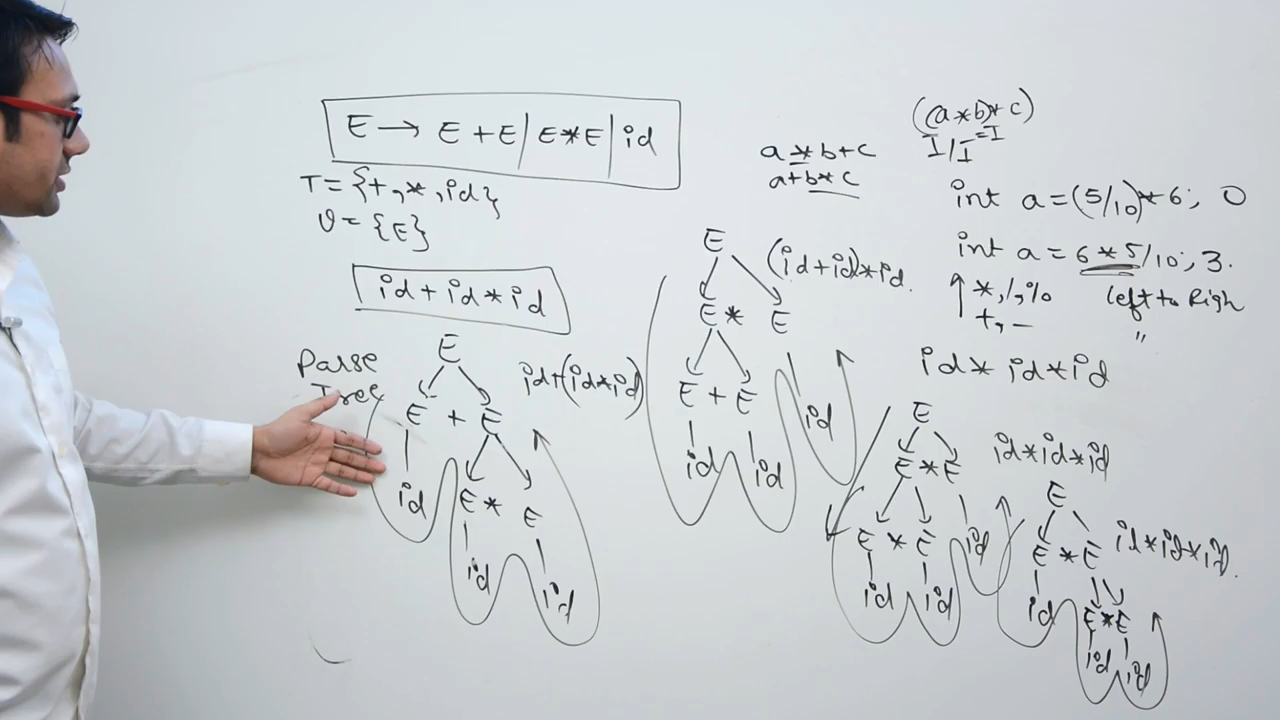 E → E + E | E * E | id
T = {+, *, id}
V = {E}
id + id * id
Parse
Tree
E
E + E
id
E * E
id
id
id+(id*id)
a * b + c
a + b * c
E
(id+id)*id.
E * E
E + E
id
id
id
(a*b)*c)
I/I = I
int a = (5/10)*6; 0
int a = 6 * 5/10; 3.
↑ *, /, % left to Righ
+, − "
id * id * id
E
E * E
E * E
id
id
id
id*id*id
E
E * E
id
E * E
id
id
id*id*id.